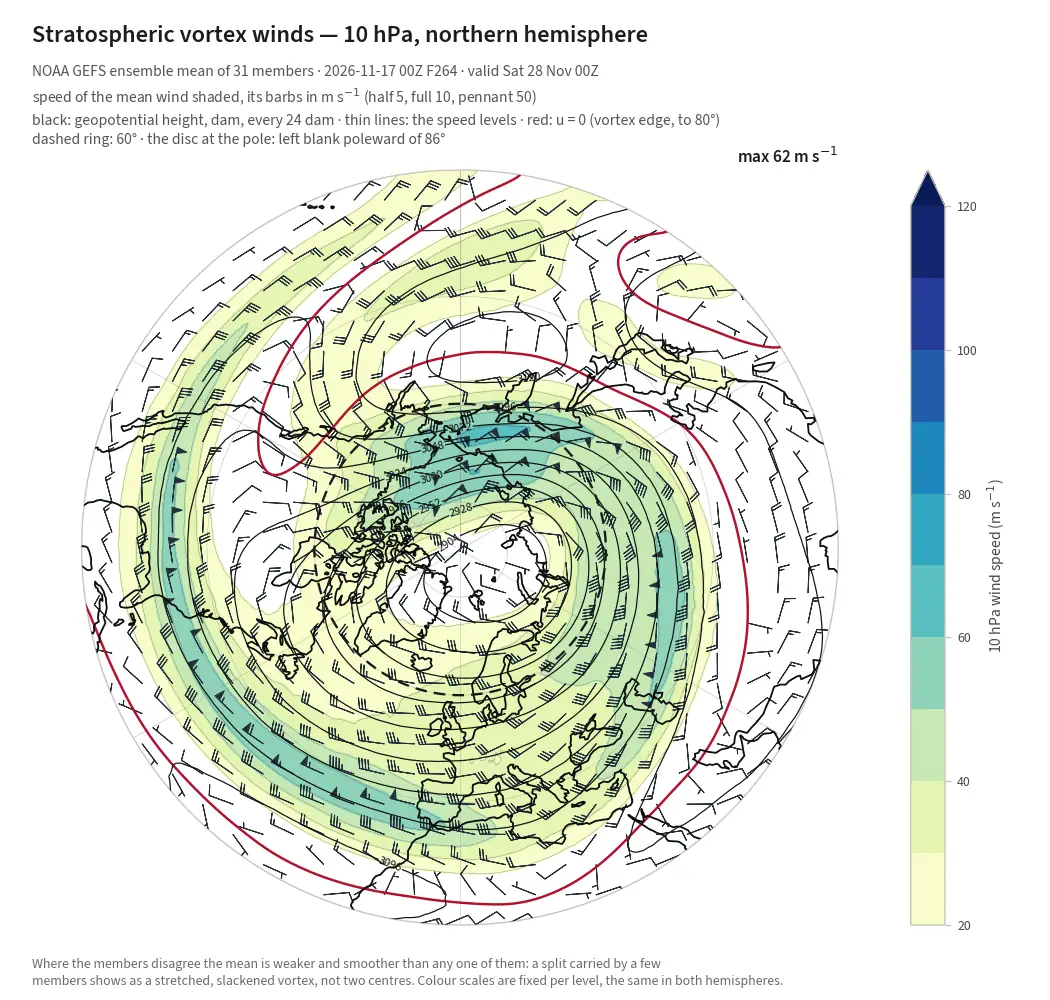 Stratospheric vortex winds — 10 hPa, northern hemisphere
NOAA GEFS ensemble mean of 31 members · 2026-11-17 00Z F264 · valid Sat 28 Nov 00Z
speed of the mean wind shaded, its barbs in m s⁻¹ (half 5, full 10, pennant 50)
black: geopotential height, dam, every 24 dam · thin lines: the speed levels · red: u = 0 (vortex edge, to 80°)
dashed ring: 60° · the disc at the pole: left blank poleward of 86°
max 62 m s⁻¹
120
100
80
60
40
20
10 hPa wind speed (m s⁻¹)
3048
3024
3000
2952
2928
3096
Where the members disagree the mean is weaker and smoother than any one of them: a split carried by a few
members shows as a stretched, slackened vortex, not two centres. Colour scales are fixed per level, the same in both hemispheres.